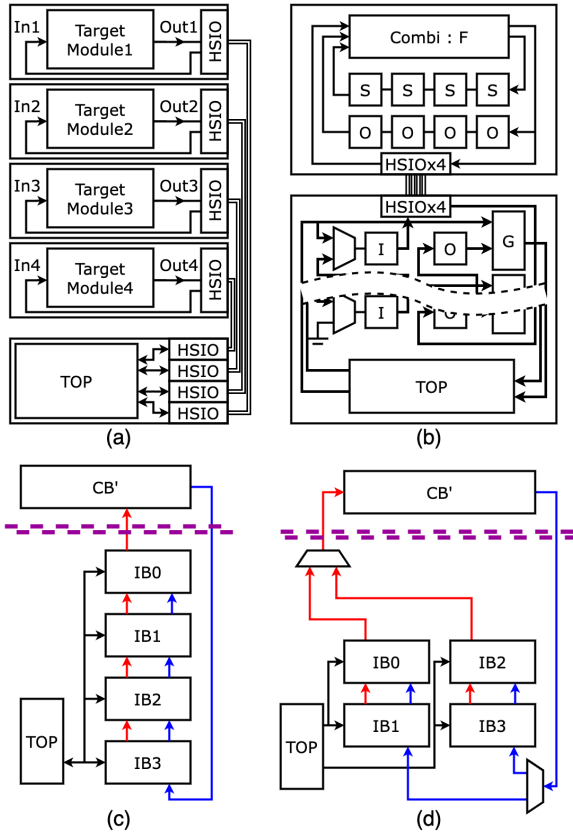 In1 Target Module1 Out1 HSIO
In2 Target Module2 Out2 HSIO
In3 Target Module3 Out3 HSIO
In4 Target Module4 Out4 HSIO
TOP
HSIO
HSIO
HSIO
HSIO
(a)
Combi : F
S S S S
O O O O
HSIOx4
HSIOx4
I O G
I
TOP
(b)
CB'
IB0
IB1
IB2
TOP IB3
(c)
CB'
IB0 IB2
TOP IB1 IB3
(d)